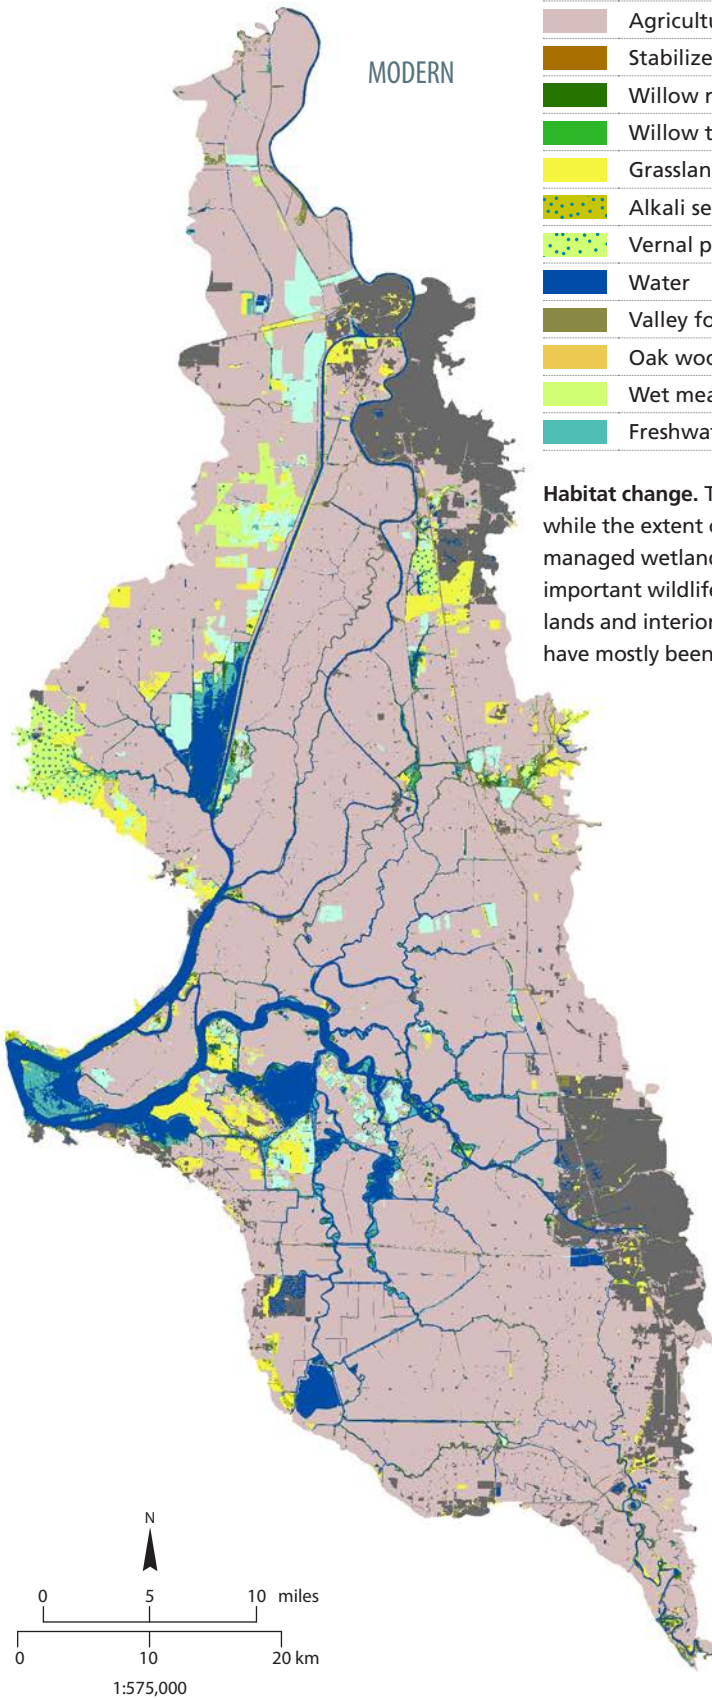 MODERN
Agricultu
Stabilize
Willow r
Willow t
Grasslan
Alkali se
Vernal p
Water
Valley fo
Oak woo
Wet mea
Freshwa
Habitat change. T
while the extent o
managed wetland
important wildlife
lands and interior
have mostly been
N
0 5 10 miles
0 10 20 km
1:575,000